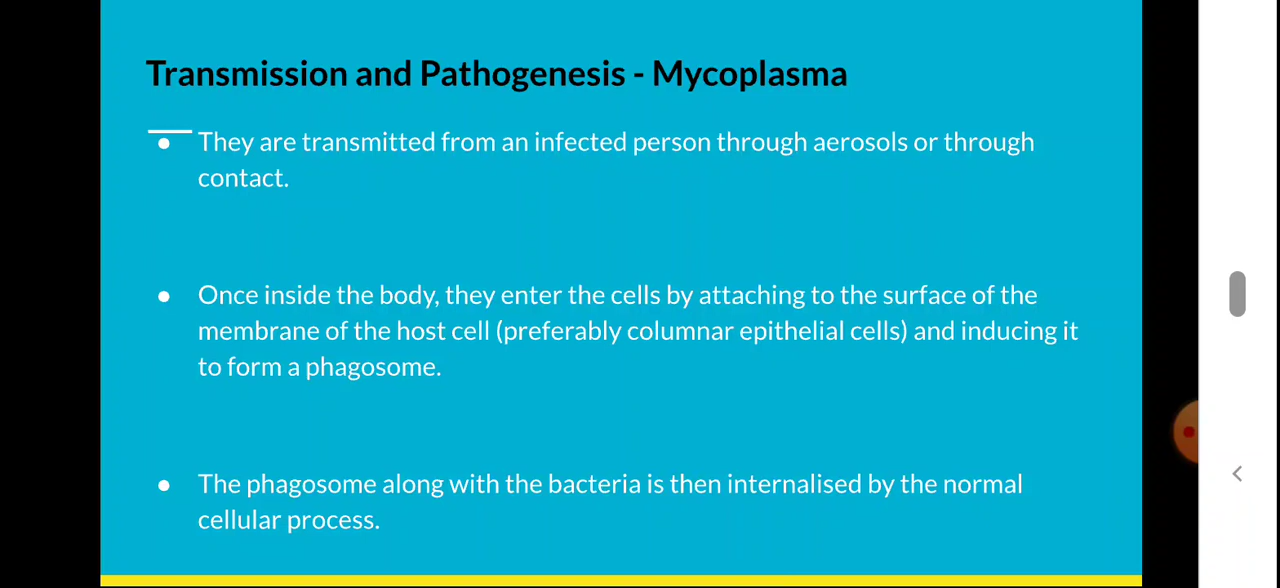 Transmission and Pathogenesis - Mycoplasma
● They are transmitted from an infected person through aerosols or through
contact.
● Once inside the body, they enter the cells by attaching to the surface of the
membrane of the host cell (preferably columnar epithelial cells) and inducing it
to form a phagosome.
● The phagosome along with the bacteria is then internalised by the normal
cellular process.